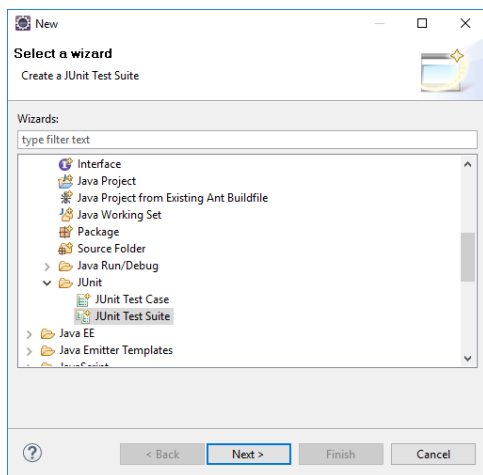 New
Select a wizard
Create a JUnit Test Suite
Wizards:
type filter text
Interface
Java Project
Java Project from Existing Ant Buildfile
Java Working Set
Package
Source Folder
Java Run/Debug
JUnit
JUnit Test Case
JUnit Test Suite
Java EE
Java Emitter Templates
JavaScript
< Back Next > Finish Cancel